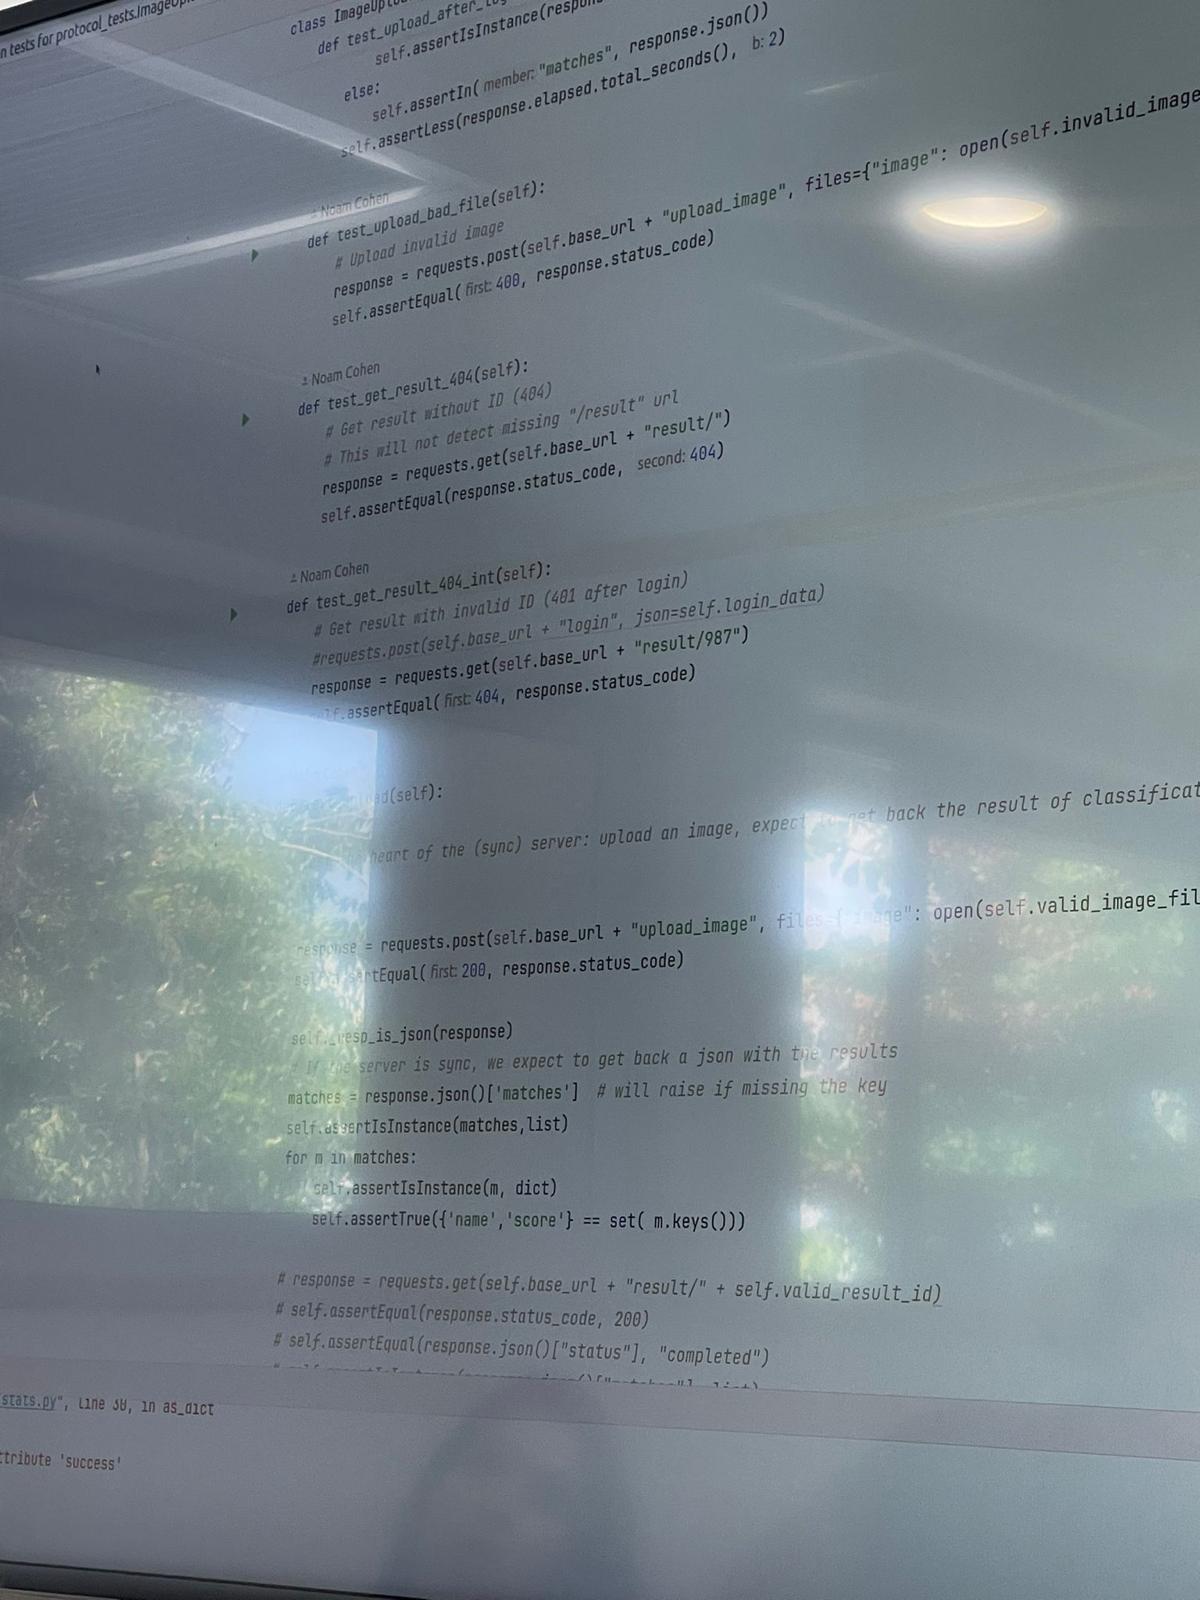 n tests for protocol_tests.ImageUpl
class ImageUpl
def test_upload_after_
self.assertIsInstance(respon
else:
self.assertIn( member: "matches", response.json())
self.assertLess(response.elapsed.total_seconds(), b: 2)
Noam Cohen
def test_upload_bad_file(self):
# Upload invalid image
response = requests.post(self.base_url + "upload_image", files={"image": open(self.invalid_image
self.assertEqual( first: 400, response.status_code)
Noam Cohen
def test_get_result_404(self):
# Get result without ID (404)
# This will not detect missing "/result" url
response = requests.get(self.base_url + "result/")
self.assertEqual(response.status_code, second: 404)
Noam Cohen
def test_get_result_404_int(self):
# Get result with invalid ID (401 after login)
#requests.post(self.base_url + "login", json=self.login_data)
response = requests.get(self.base_url + "result/987")
self.assertEqual( first: 404, response.status_code)
(self):
heart of the (sync) server: upload an image, expect to get back the result of classificat
response = requests.post(self.base_url + "upload_image", files={"image": open(self.valid_image_fil
self.assertEqual( first: 200, response.status_code)
self._resp_is_json(response)
# If the server is sync, we expect to get back a json with the results
matches = response.json()['matches'] # will raise if missing the key
self.assertIsInstance(matches,list)
for m in matches:
self.assertIsInstance(m, dict)
self.assertTrue({'name','score'} == set( m.keys()))
# response = requests.get(self.base_url + "result/" + self.valid_result_id)
# self.assertEqual(response.status_code, 200)
# self.assertEqual(response.json()["status"], "completed")
stats.py", line 38, in as_dict
ttribute 'success'